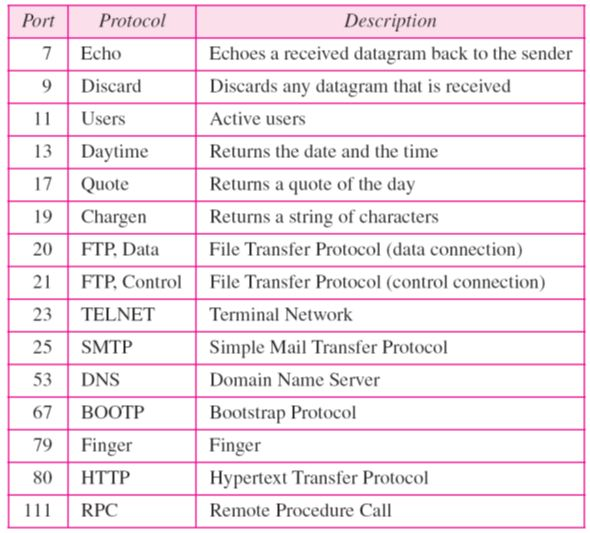 Port Protocol Description
7 Echo Echoes a received datagram back to the sender
9 Discard Discards any datagram that is received
11 Users Active users
13 Daytime Returns the date and the time
17 Quote Returns a quote of the day
19 Chargen Returns a string of characters
20 FTP, Data File Transfer Protocol (data connection)
21 FTP, Control File Transfer Protocol (control connection)
23 TELNET Terminal Network
25 SMTP Simple Mail Transfer Protocol
53 DNS Domain Name Server
67 BOOTP Bootstrap Protocol
79 Finger Finger
80 HTTP Hypertext Transfer Protocol
111 RPC Remote Procedure Call